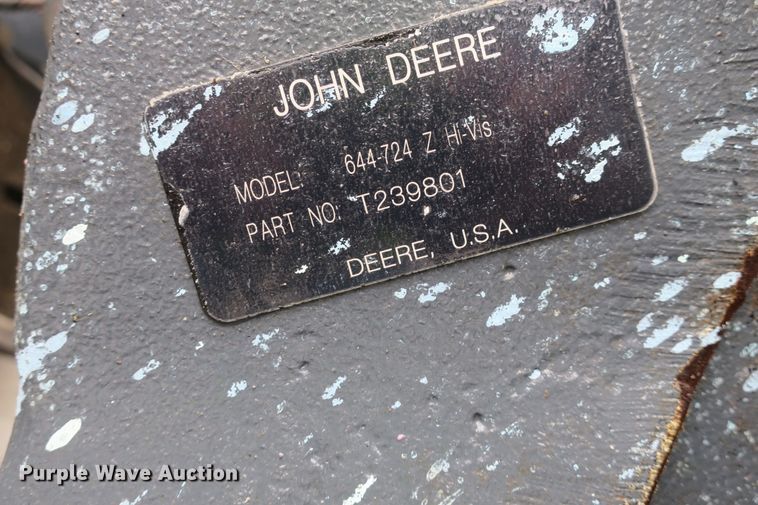 JOHN DEERE
MODEL: 644-724 Z Hi-Vis
PART NO: T239801
DEERE, U.S.A.
Purple Wave Auction